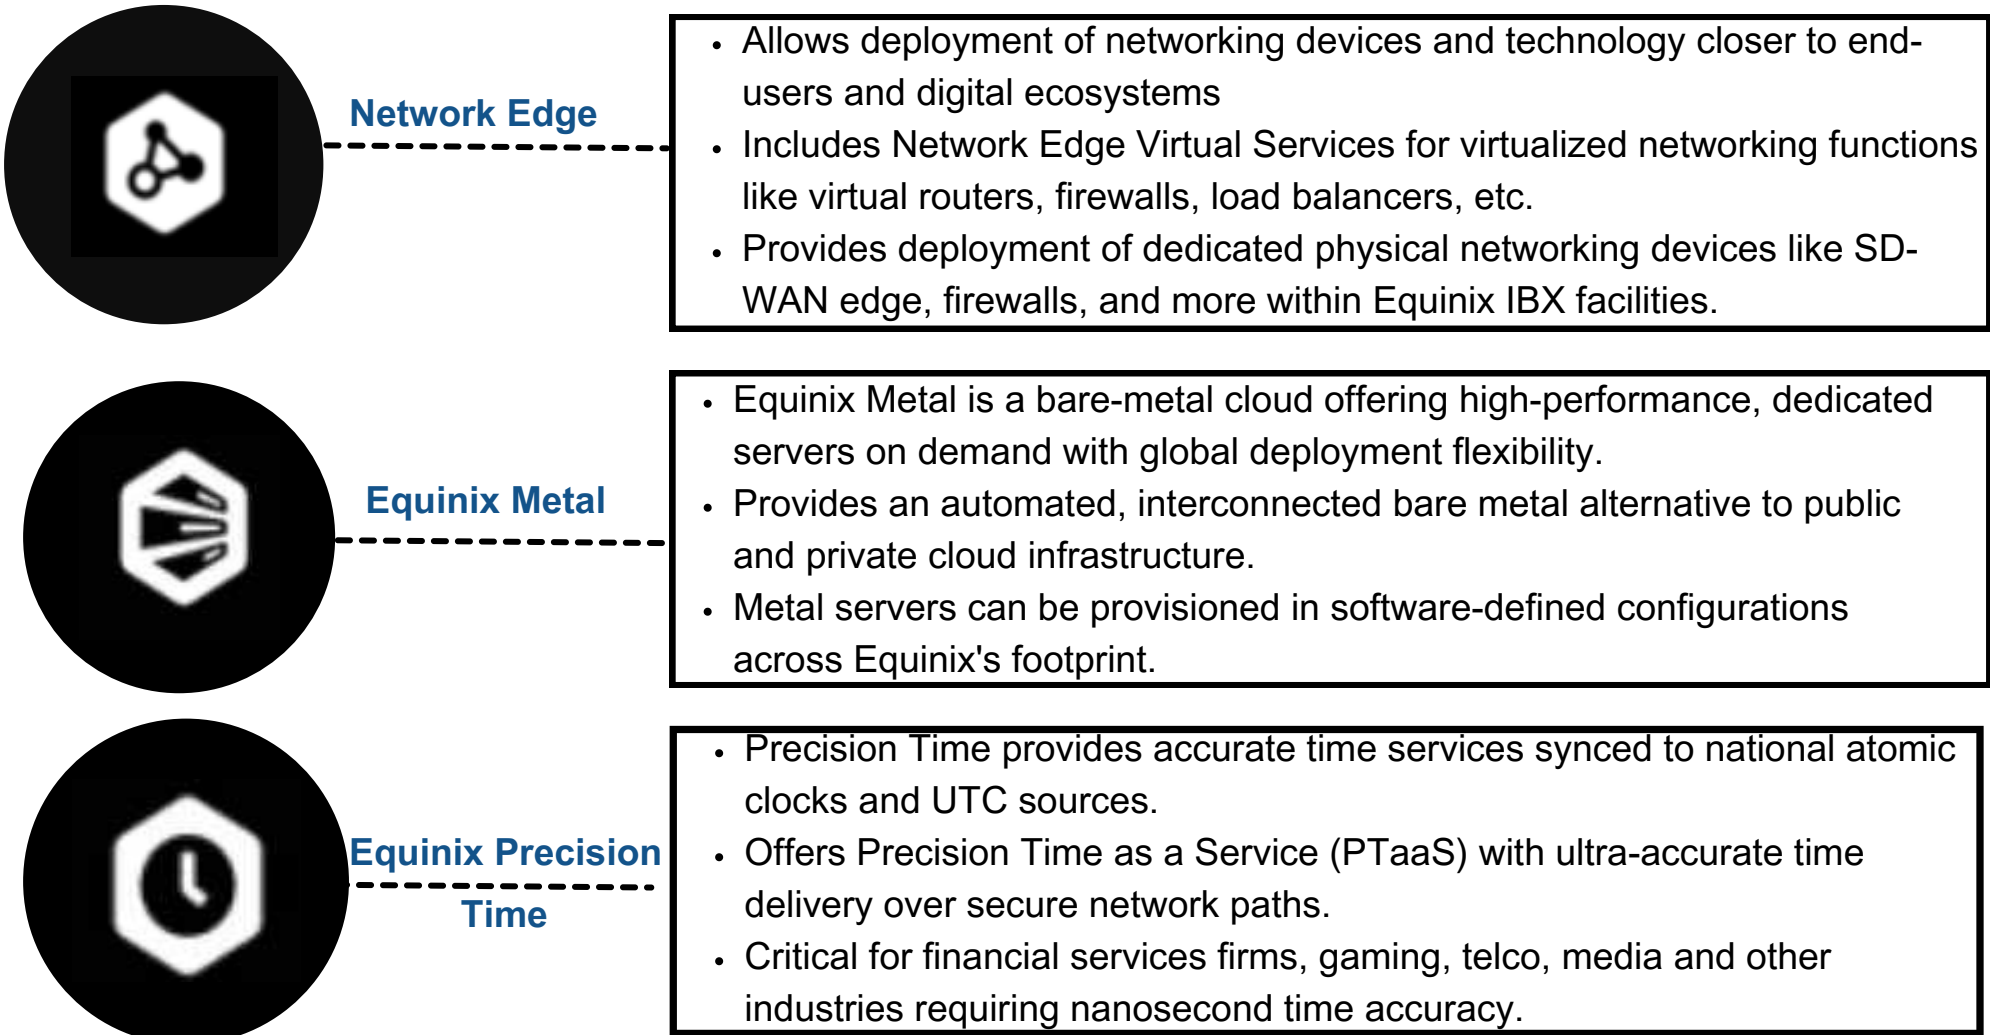 Network Edge
• Allows deployment of networking devices and technology closer to end-
users and digital ecosystems
• Includes Network Edge Virtual Services for virtualized networking functions
like virtual routers, firewalls, load balancers, etc.
• Provides deployment of dedicated physical networking devices like SD-
WAN edge, firewalls, and more within Equinix IBX facilities.
Equinix Metal
• Equinix Metal is a bare-metal cloud offering high-performance, dedicated
servers on demand with global deployment flexibility.
• Provides an automated, interconnected bare metal alternative to public
and private cloud infrastructure.
• Metal servers can be provisioned in software-defined configurations
across Equinix's footprint.
Equinix Precision
Time
• Precision Time provides accurate time services synced to national atomic
clocks and UTC sources.
• Offers Precision Time as a Service (PTaaS) with ultra-accurate time
delivery over secure network paths.
• Critical for financial services firms, gaming, telco, media and other
industries requiring nanosecond time accuracy.